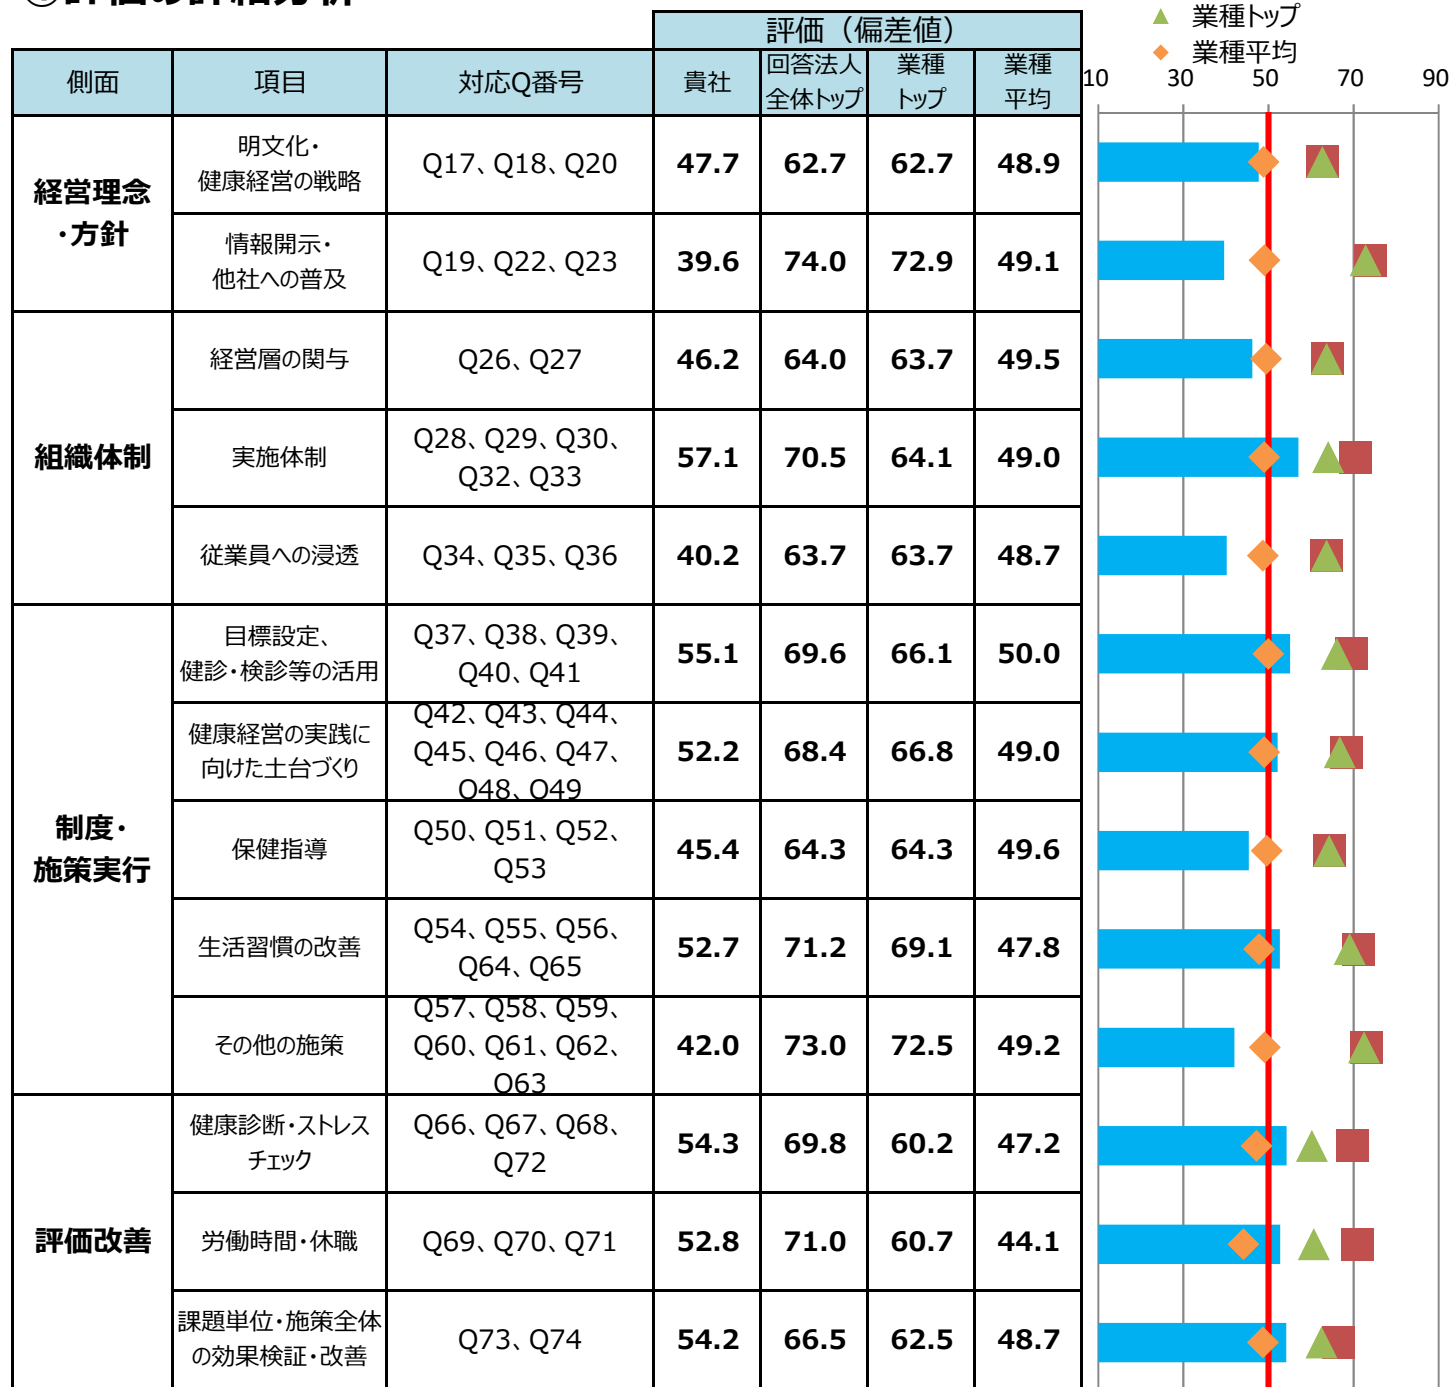 業種トップ
業種平均
評価（偏差値）
側面 項目 対応Q番号 貴社 回答法人全体トップ 業種トップ 業種平均
10 30 50 70 90
経営理念・方針
明文化・健康経営の戦略 Q17、Q18、Q20 47.7 62.7 62.7 48.9
情報開示・他社への普及 Q19、Q22、Q23 39.6 74.0 72.9 49.1
組織体制
経営層の関与 Q26、Q27 46.2 64.0 63.7 49.5
実施体制 Q28、Q29、Q30、Q32、Q33 57.1 70.5 64.1 49.0
従業員への浸透 Q34、Q35、Q36 40.2 63.7 63.7 48.7
制度・施策実行
目標設定、健診・検診等の活用 Q37、Q38、Q39、Q40、Q41 55.1 69.6 66.1 50.0
健康経営の実践に向けた土台づくり Q42、Q43、Q44、Q45、Q46、Q47、Q48、Q49 52.2 68.4 66.8 49.0
保健指導 Q50、Q51、Q52、Q53 45.4 64.3 64.3 49.6
生活習慣の改善 Q54、Q55、Q56、Q64、Q65 52.7 71.2 69.1 47.8
その他の施策 Q57、Q58、Q59、Q60、Q61、Q62、Q63 42.0 73.0 72.5 49.2
評価改善
健康診断・ストレスチェック Q66、Q67、Q68、Q72 54.3 69.8 60.2 47.2
労働時間・休職 Q69、Q70、Q71 52.8 71.0 60.7 44.1
課題単位・施策全体の効果検証・改善 Q73、Q74 54.2 66.5 62.5 48.7